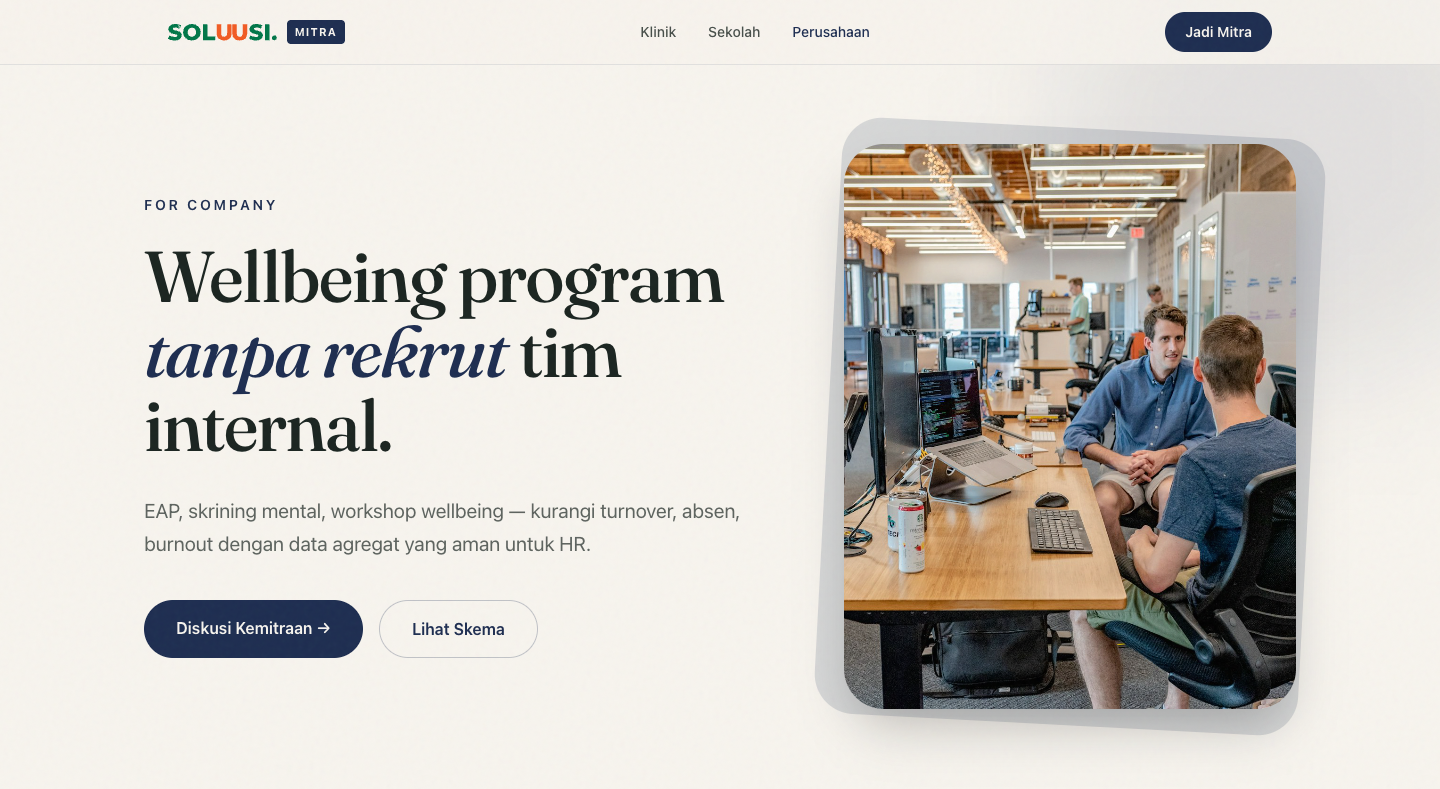 SOLUUSI. MITRA
Klinik Sekolah Perusahaan
Jadi Mitra
FOR COMPANY
Wellbeing program
tanpa rekrut tim
internal.
EAP, skrining mental, workshop wellbeing — kurangi turnover, absen,
burnout dengan data agregat yang aman untuk HR.
Diskusi Kemitraan →
Lihat Skema